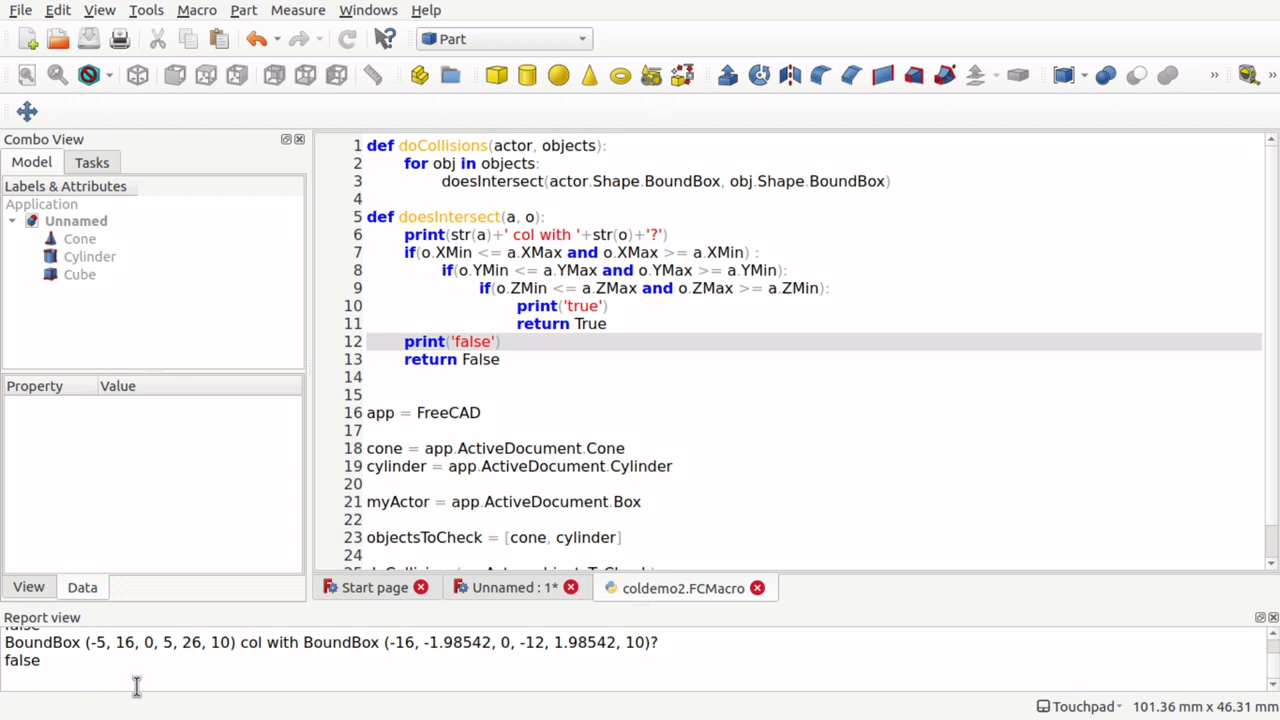 File Edit View Tools Macro Part Measure Windows Help
Part
Combo View
Model Tasks
Labels & Attributes
Application
Unnamed
Cone
Cylinder
Cube
Property Value
View Data
1 def doCollisions(actor, objects):
2 for obj in objects:
3 doesIntersect(actor.Shape.BoundBox, obj.Shape.BoundBox)
4
5 def doesIntersect(a, o):
6 print(str(a)+' col with '+str(o)+'?')
7 if(o.XMin <= a.XMax and o.XMax >= a.XMin) :
8 if(o.YMin <= a.YMax and o.YMax >= a.YMin):
9 if(o.ZMin <= a.ZMax and o.ZMax >= a.ZMin):
10 print('true')
11 return True
12 print('false')
13 return False
14
15
16 app = FreeCAD
17
18 cone = app.ActiveDocument.Cone
19 cylinder = app.ActiveDocument.Cylinder
20
21 myActor = app.ActiveDocument.Box
22
23 objectsToCheck = [cone, cylinder]
24
Start page Unnamed : 1* coldemo2.FCMacro
Report view
false
BoundBox (-5, 16, 0, 5, 26, 10) col with BoundBox (-16, -1.98542, 0, -12, 1.98542, 10)?
false
Touchpad 101.36 mm x 46.31 mm